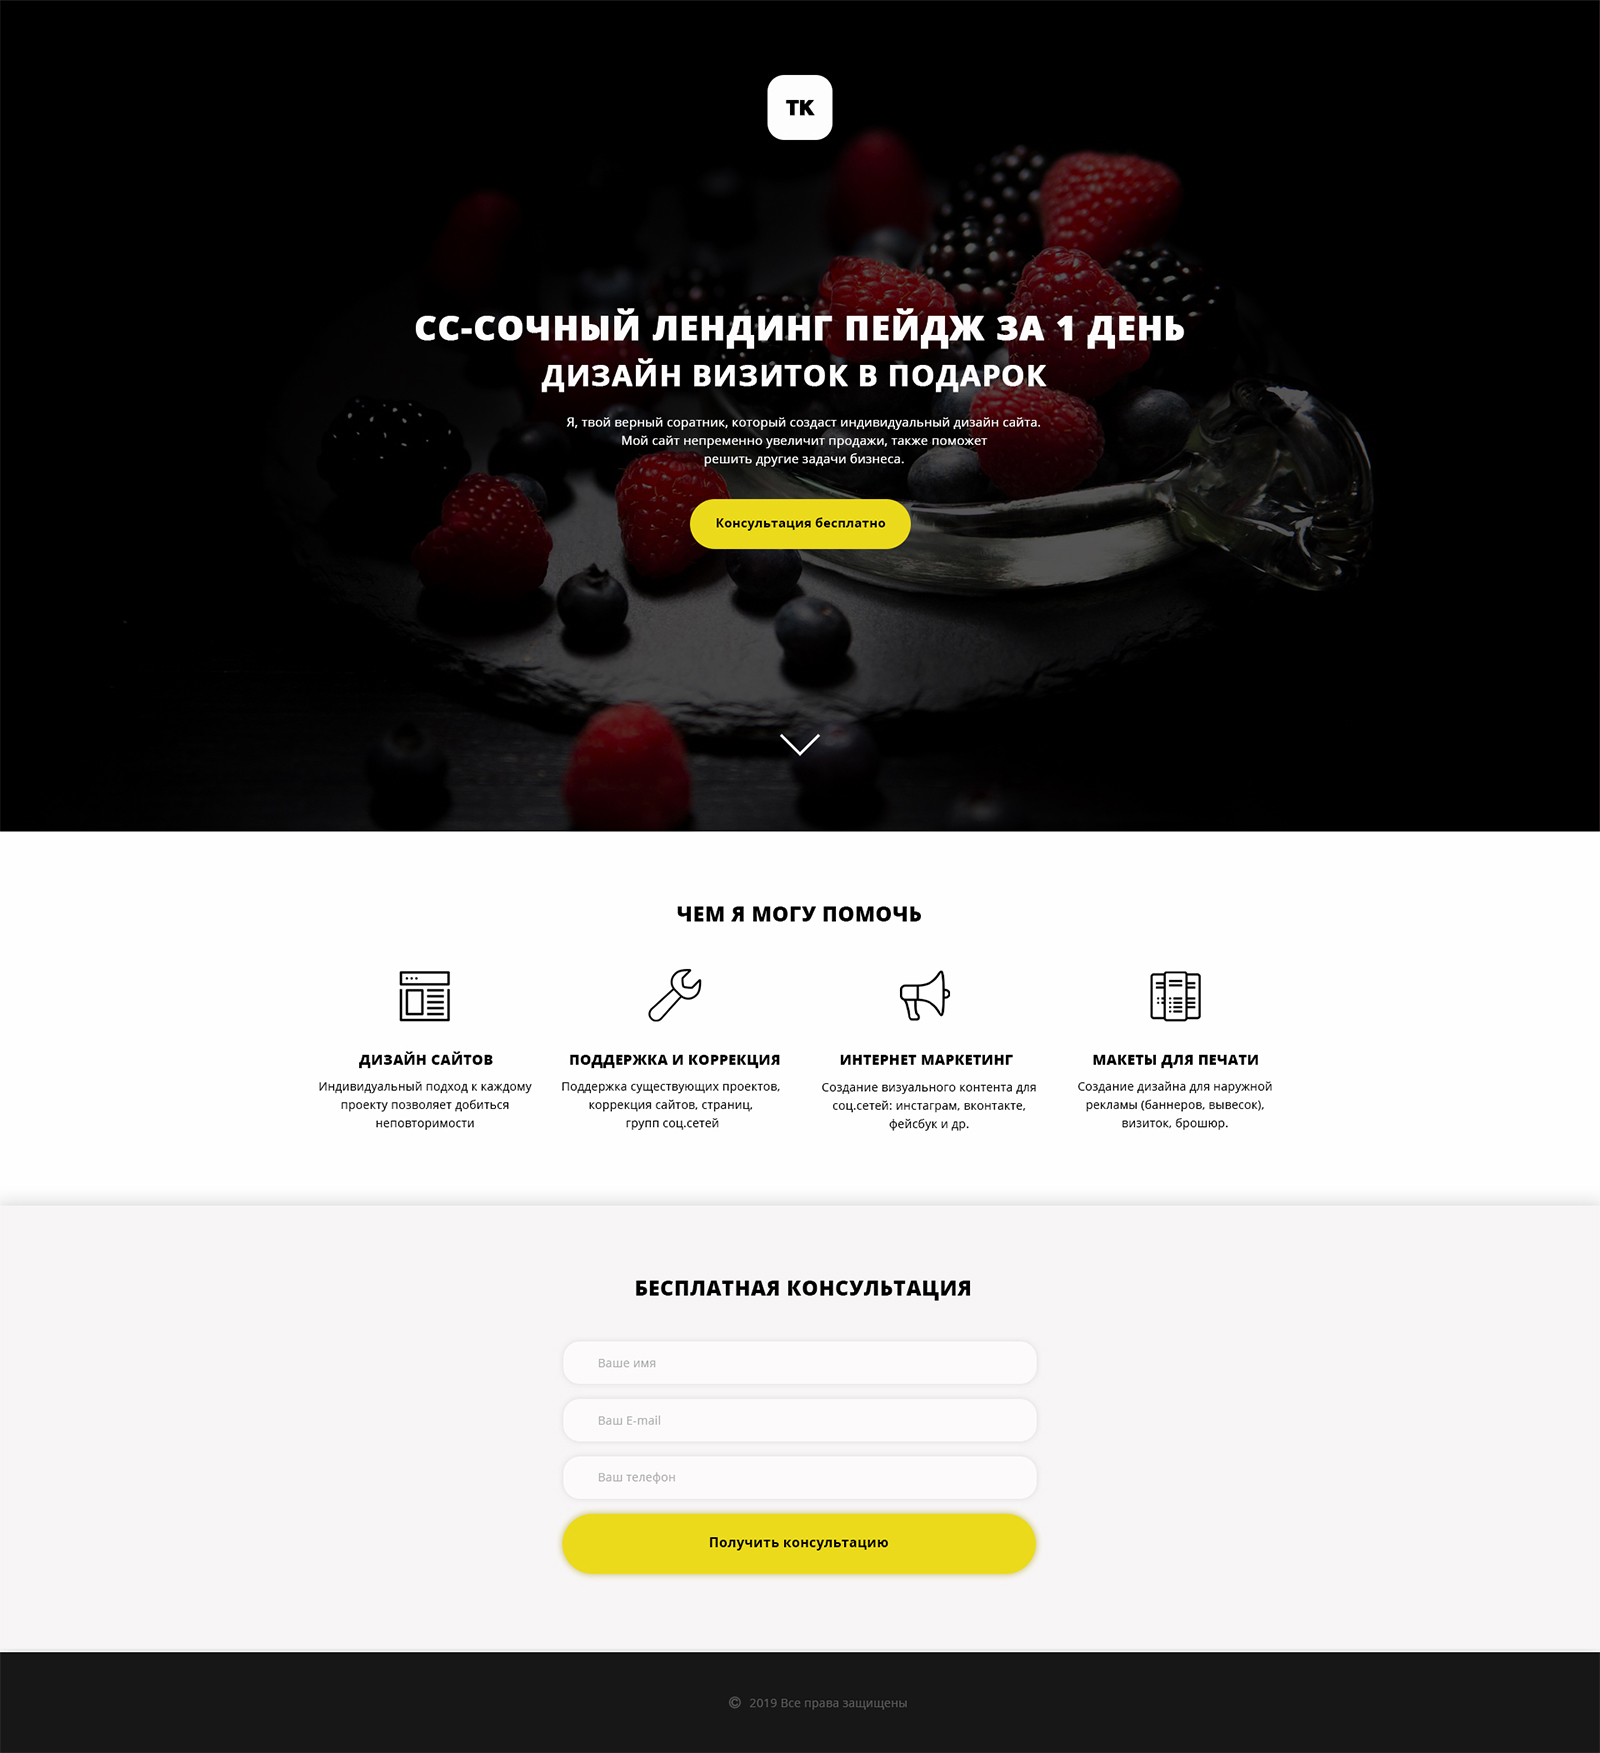 ТК
СС-СОЧНЫЙ ЛЕНДИНГ ПЕЙДЖ ЗА 1 ДЕНЬ
ДИЗАЙН ВИЗИТОК В ПОДАРОК
Я, твой верный соратник, который создаст индивидуальный дизайн сайта.
Мой сайт непременно увеличит продажи, также поможет
решить другие задачи бизнеса.
Консультация бесплатно
ЧЕМ Я МОГУ ПОМОЧЬ
ДИЗАЙН САЙТОВ
Индивидуальный подход к каждому
проекту позволяет добиться
неповторимости
ПОДДЕРЖКА И КОРРЕКЦИЯ
Поддержка существующих проектов,
коррекция сайтов, страниц,
групп соц.сетей
ИНТЕРНЕТ МАРКЕТИНГ
Создание визуального контента для
соц.сетей: инстаграм, вконтакте,
фейсбук и др.
МАКЕТЫ ДЛЯ ПЕЧАТИ
Создание дизайна для наружной
рекламы (баннеров, вывесок),
визиток, брошюр.
БЕСПЛАТНАЯ КОНСУЛЬТАЦИЯ
Ваше имя
Ваш E-mail
Ваш телефон
Получить консультацию
© 2019 Все права защищены